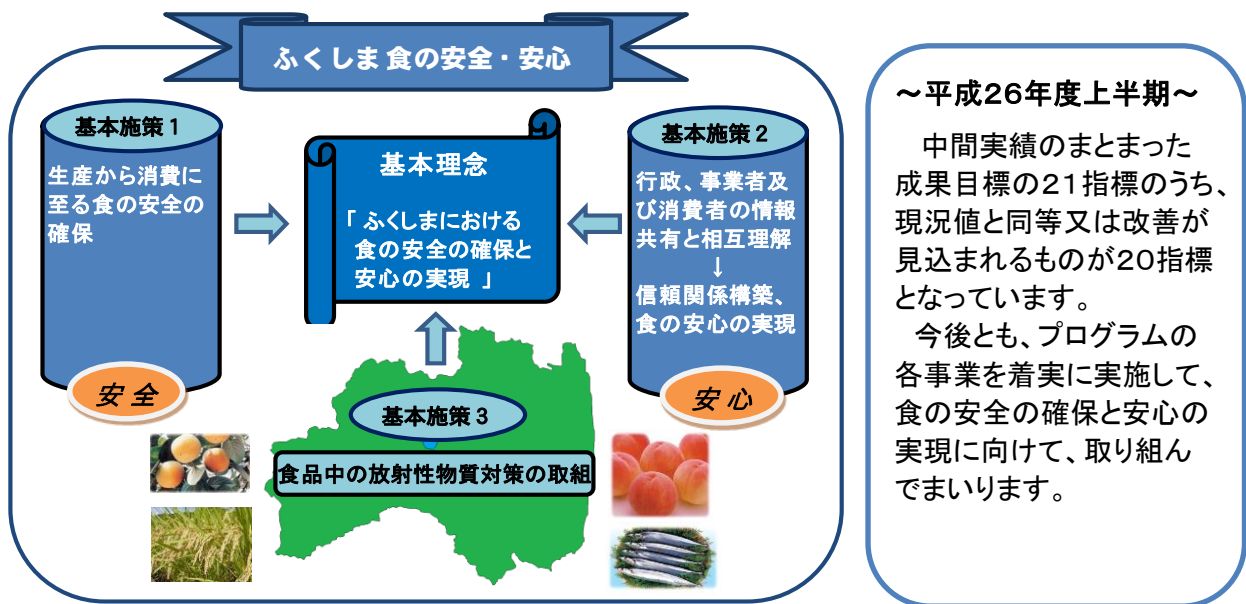 ふくしま 食の安全・安心
基本施策1
生産から消費に
至る食の安全の
確保
安 全
基本理念
「 ふくしまにおける
食の安全の確保と
安心の実現 」
基本施策2
行政、事業者及
び消費者の情報
共有と相互理解
↓
信頼関係構築、
食の安心の実現
安 心
基本施策3
食品中の放射性物質対策の取組
～平成26年度上半期～
中間実績のまとまった
成果目標の21指標のうち、
現況値と同等又は改善が
見込まれるものが20指標
となっています。
今後とも、プログラムの
各事業を着実に実施して、
食の安全の確保と安心の
実現に向けて、取り組ん
でまいります。